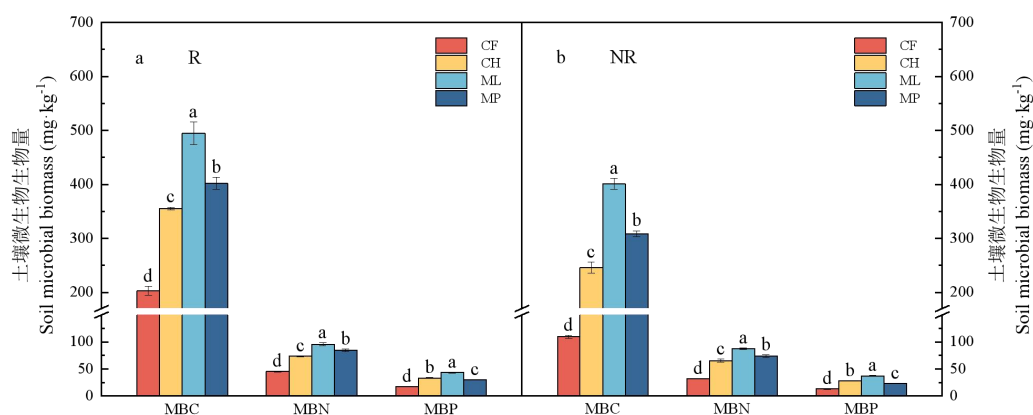 土壤微生物生物量
Soil microbial biomass (mg·kg⁻¹)
700
600
500
400
300
200
100
50
0
a R
CF
CH
ML
MP
d c a b
d c a b
d b a c
MBC MBN MBP
b NR
CF
CH
ML
MP
d c a b
d c a b
d b a c
MBC MBN MBP
700
600
500
400
300
200
100
50
0
土壤微生物生物量
Soil microbial biomass (mg·kg⁻¹)